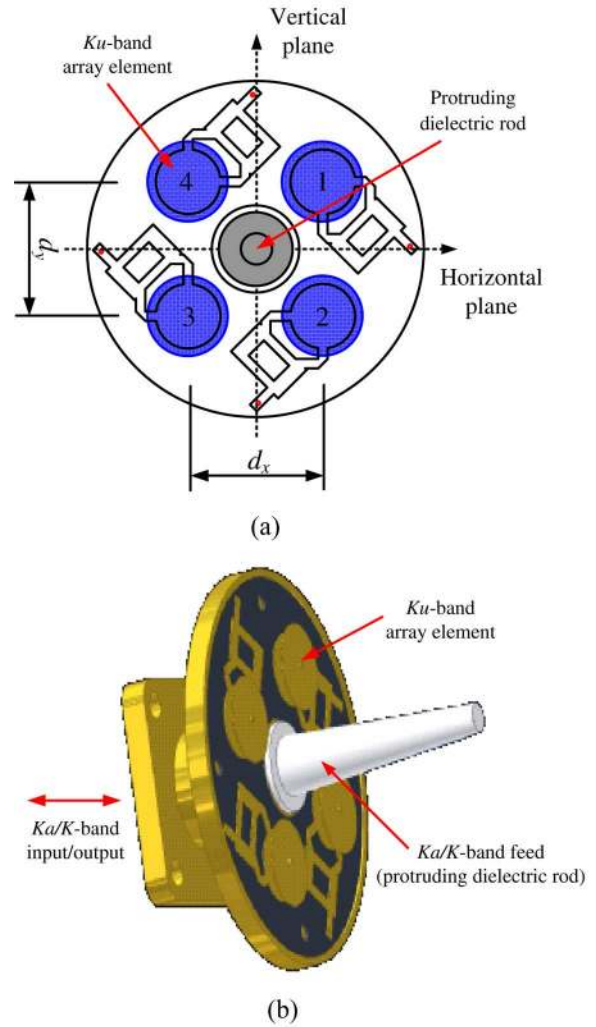 Vertical
plane
Ku-band
array element
Protruding
dielectric rod
4
1
dy
Horizontal
plane
3
2
dx
(a)
Ku-band
array element
Ka/K-band
input/output
Ka/K-band feed
(protruding dielectric rod)
(b)